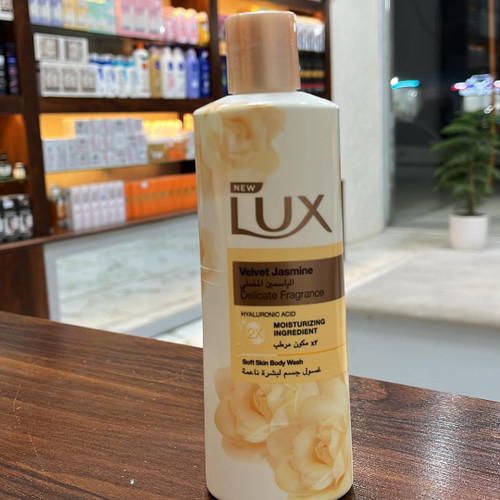 NEW
LUX
Velvet Jasmine
الياسمين المخملي
Delicate Fragrance
HYALURONIC ACID
2X MOISTURIZING
INGREDIENT
x٢ مكون مرطب
Soft Skin Body Wash
غسول جسم لبشرة ناعمة